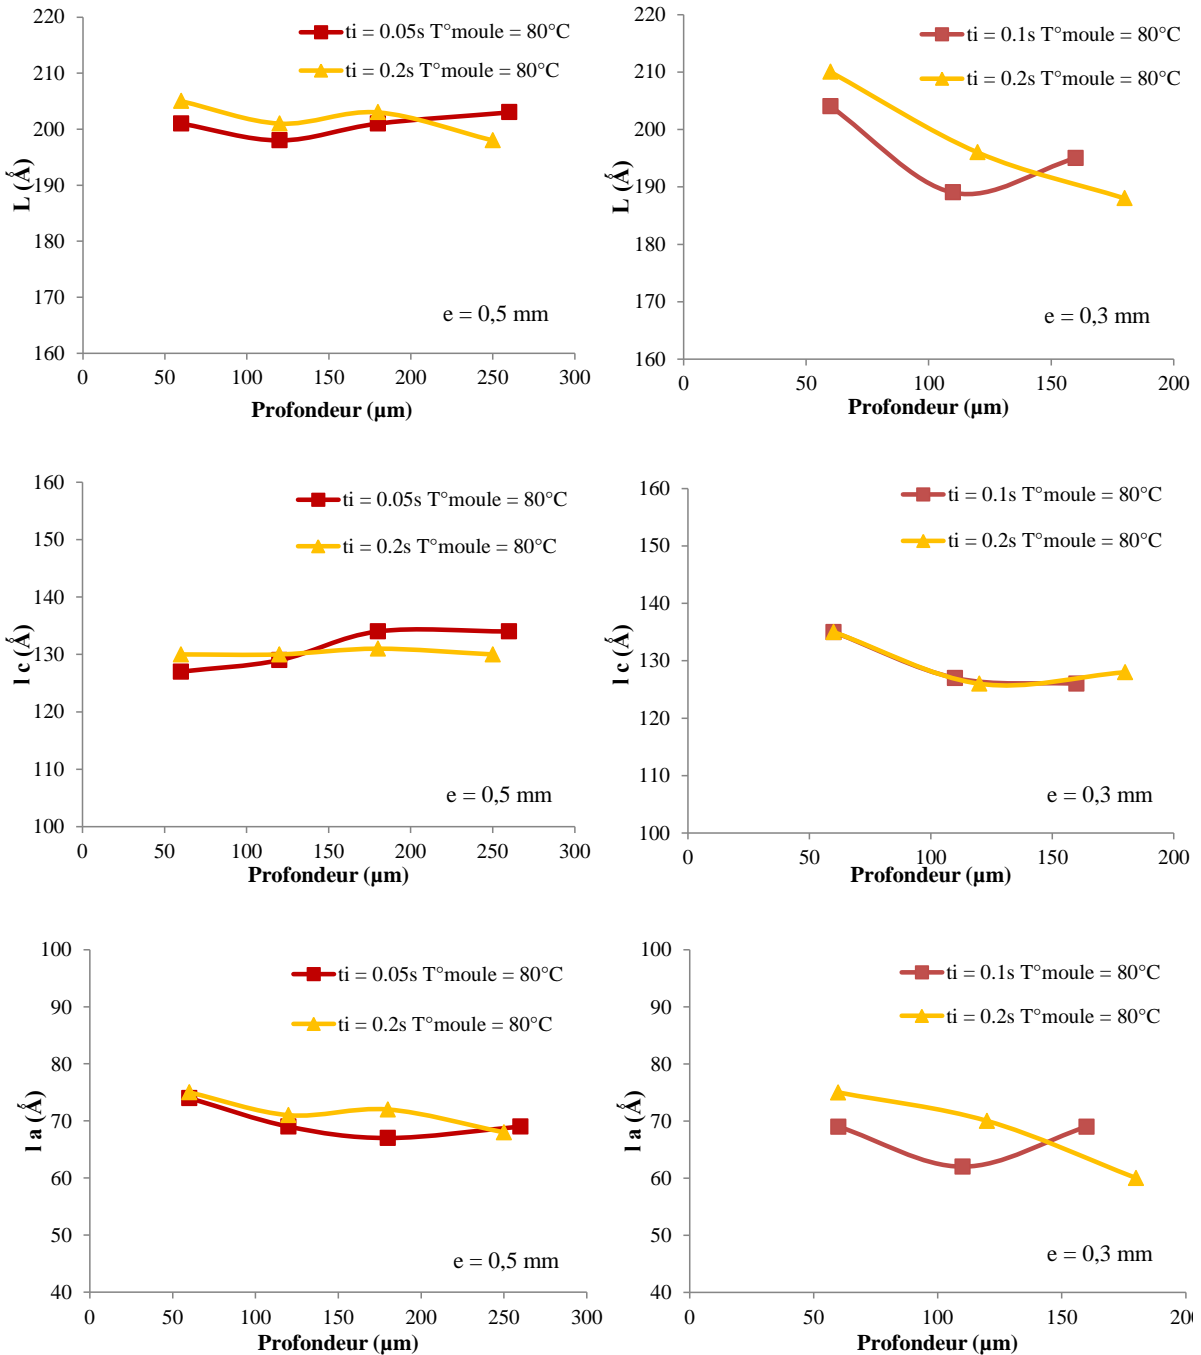 220
210
200
190
180
170
160
L (Å)
ti = 0.05s T°moule = 80°C
ti = 0.2s T°moule = 80°C
e = 0,5 mm
0 50 100 150 200 250 300
Profondeur (µm)
220
210
200
190
180
170
160
L (Å)
ti = 0.1s T°moule = 80°C
ti = 0.2s T°moule = 80°C
e = 0,3 mm
0 50 100 150 200
Profondeur (µm)
160
150
140
130
120
110
100
l c (Å)
ti = 0.05s T°moule = 80°C
ti = 0.2s T°moule = 80°C
e = 0,5 mm
0 50 100 150 200 250 300
Profondeur (µm)
160
150
140
130
120
110
100
l c (Å)
ti = 0.1s T°moule = 80°C
ti = 0.2s T°moule = 80°C
e = 0,3 mm
0 50 100 150 200
Profondeur (µm)
100
90
80
70
60
50
40
l a (Å)
ti = 0.05s T°moule = 80°C
ti = 0.2s T°moule = 80°C
e = 0,5 mm
0 50 100 150 200 250 300
Profondeur (µm)
100
90
80
70
60
50
40
l a (Å)
ti = 0.1s T°moule = 80°C
ti = 0.2s T°moule = 80°C
e = 0,3 mm
0 50 100 150 200
Profondeur (µm)